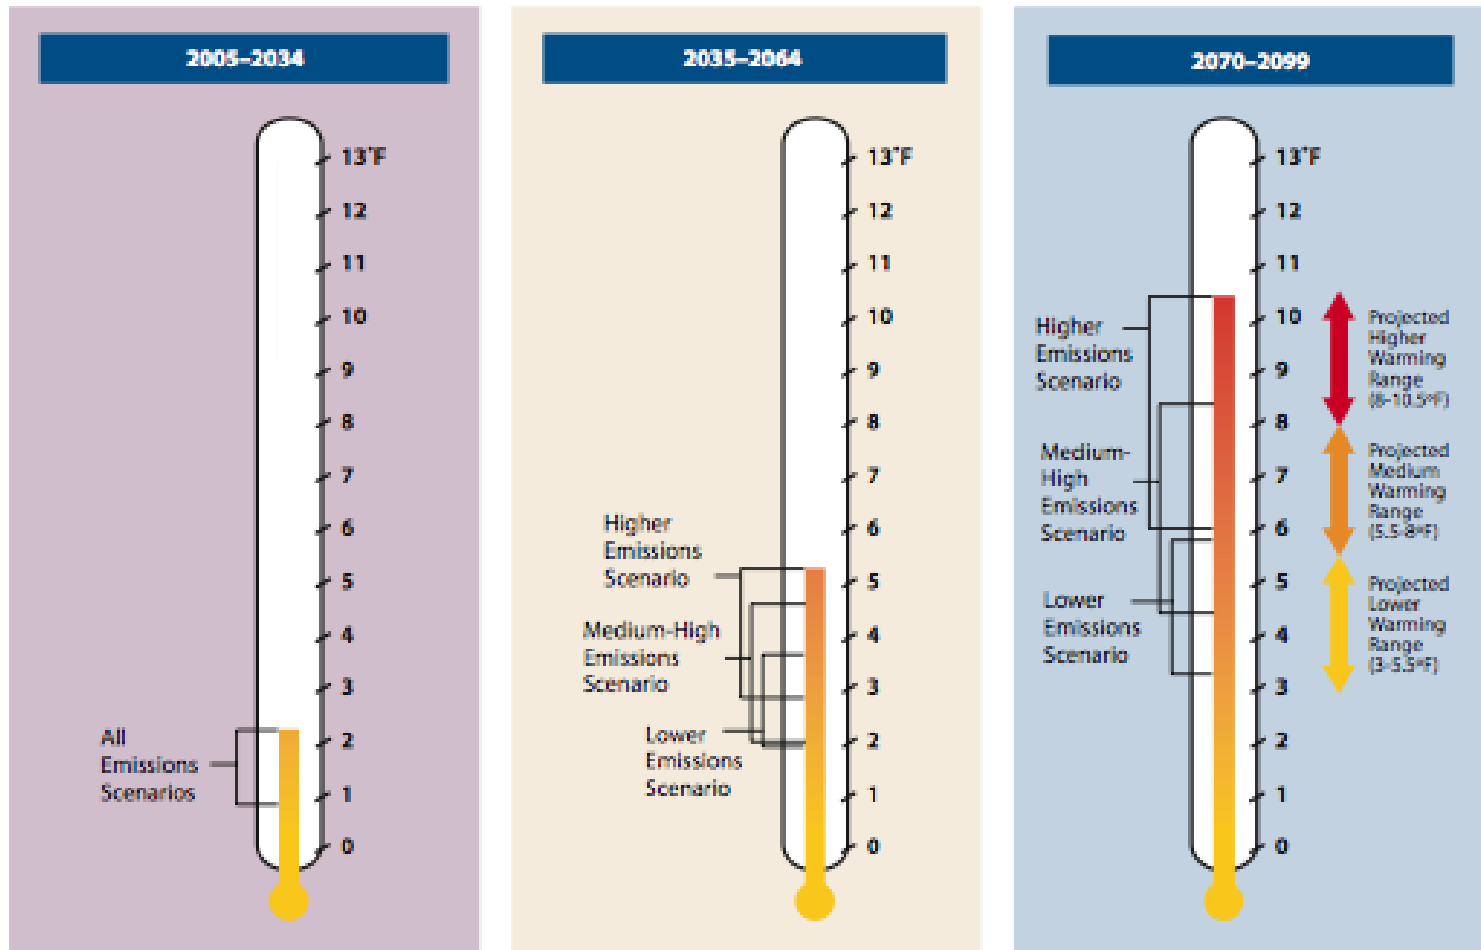 2005–2034
13°F
12
11
10
9
8
7
6
5
4
3
2
1
0
All
Emissions
Scenarios
2035–2064
13°F
12
11
10
9
8
7
6
5
4
3
2
1
0
Higher
Emissions
Scenario
Medium-High
Emissions
Scenario
Lower
Emissions
Scenario
2070–2099
13°F
12
11
10
9
8
7
6
5
4
3
2
1
0
Higher
Emissions
Scenario
Medium-
High
Emissions
Scenario
Lower
Emissions
Scenario
Projected
Higher
Warming
Range
(8-10.5ºF)
Projected
Medium
Warming
Range
(5.5-8ºF)
Projected
Lower
Warming
Range
(3-5.5ºF)